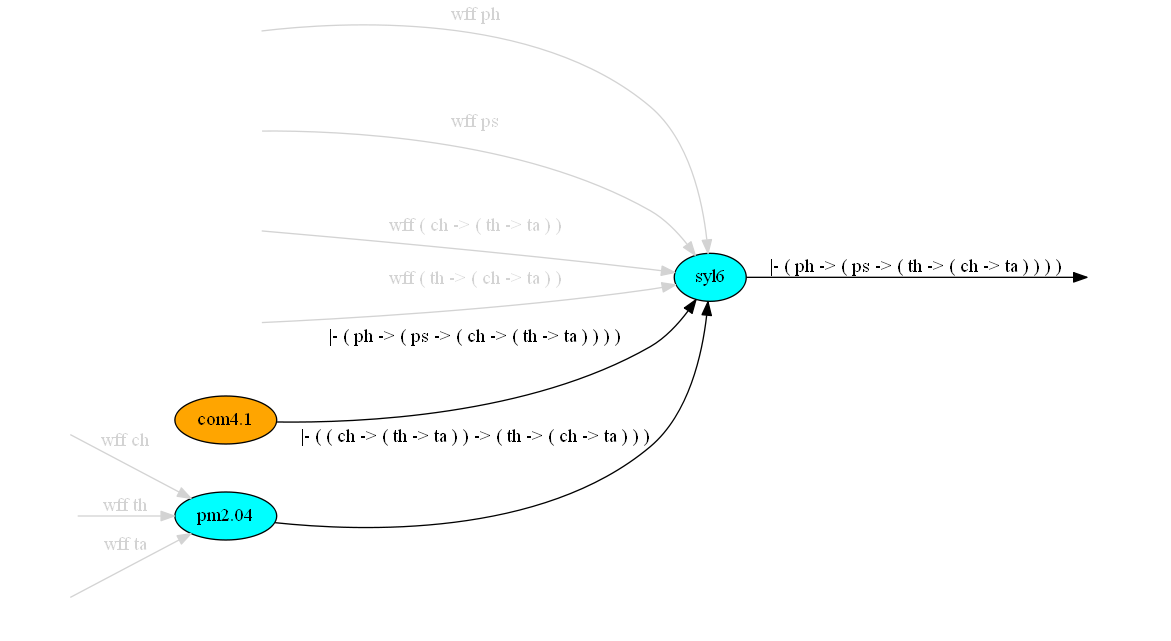 wff ph
wff ps
wff ( ch -> ( th -> ta ) )
wff ( th -> ( ch -> ta ) )
syl6
|- ( ph -> ( ps -> ( th -> ( ch -> ta ) ) ) )
|- ( ph -> ( ps -> ( ch -> ( th -> ta ) ) ) )
com4.1
|- ( ( ch -> ( th -> ta ) ) -> ( th -> ( ch -> ta ) ) )
wff ch
wff th
pm2.04
wff ta